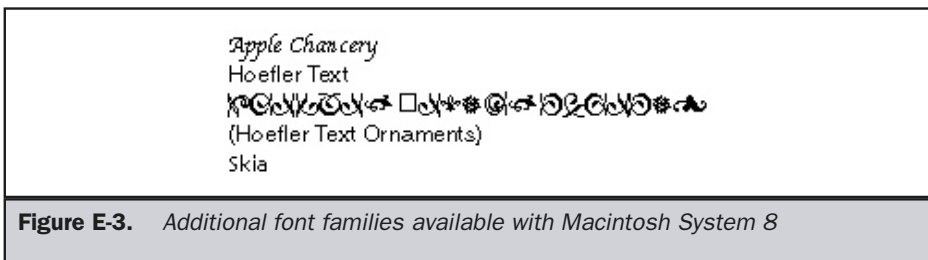 Apple Chancery
Hoefler Text
(Hoefler Text Ornaments)
Skia
Figure E-3. Additional font families available with Macintosh System 8